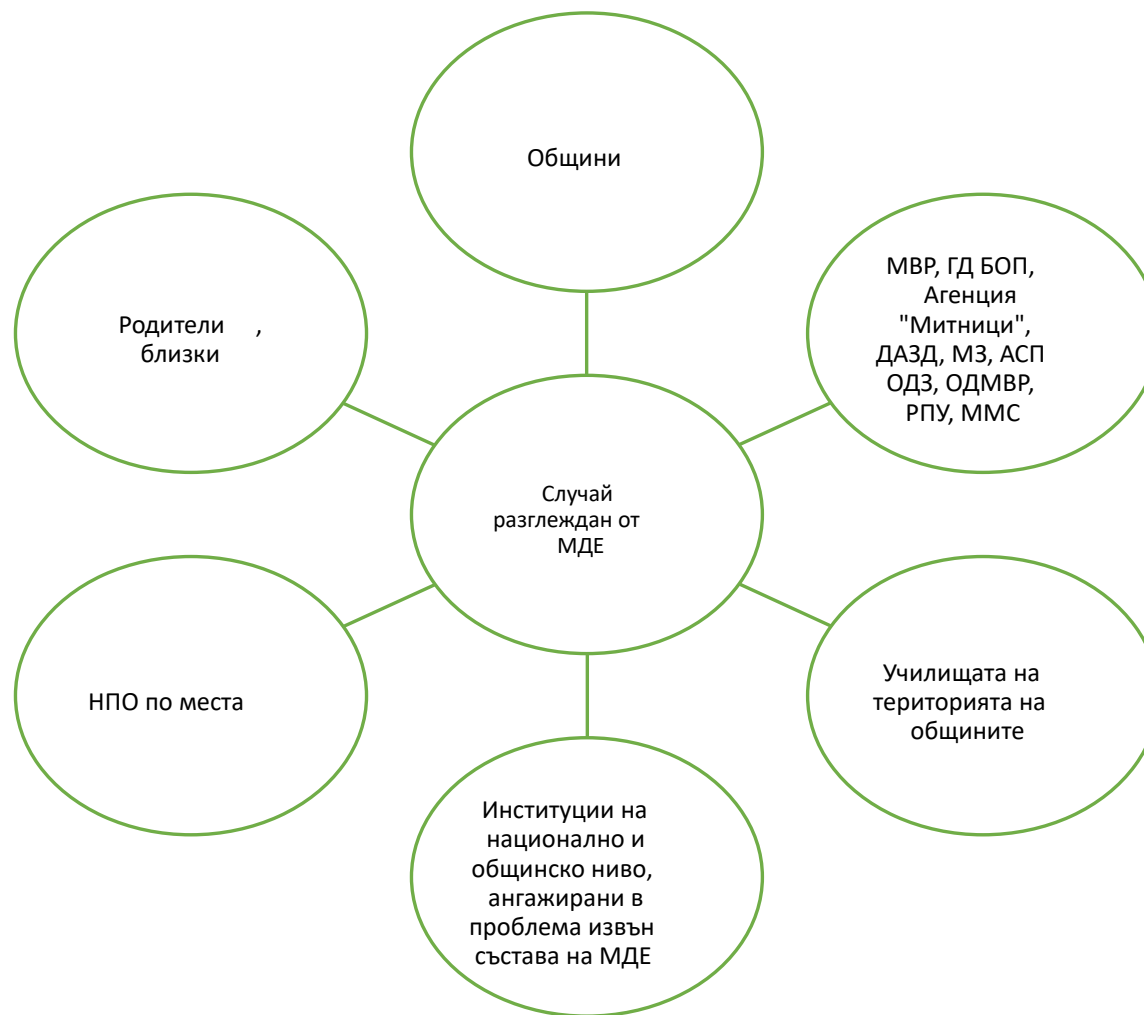 Общини
МВР, ГД БОП,
Агенция
"Митници",
ДАЗД, МЗ, АСП
ОДЗ, ОДМВР,
РПУ, ММС
Родители ,
близки
Случай
разглеждан от
МДЕ
Училищата на
територията на
общините
НПО по места
Институции на
национално и
общинско ниво,
ангажирани в
проблема извън
състава на МДЕ